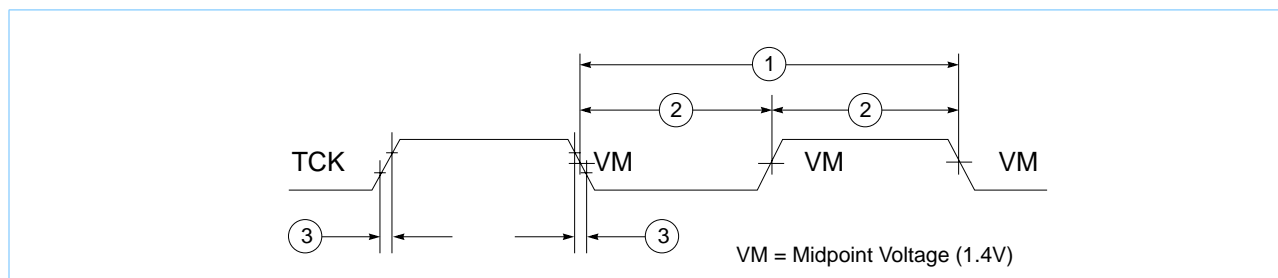 1
2 2
TCK VM VM VM
3 3
VM = Midpoint Voltage (1.4V)